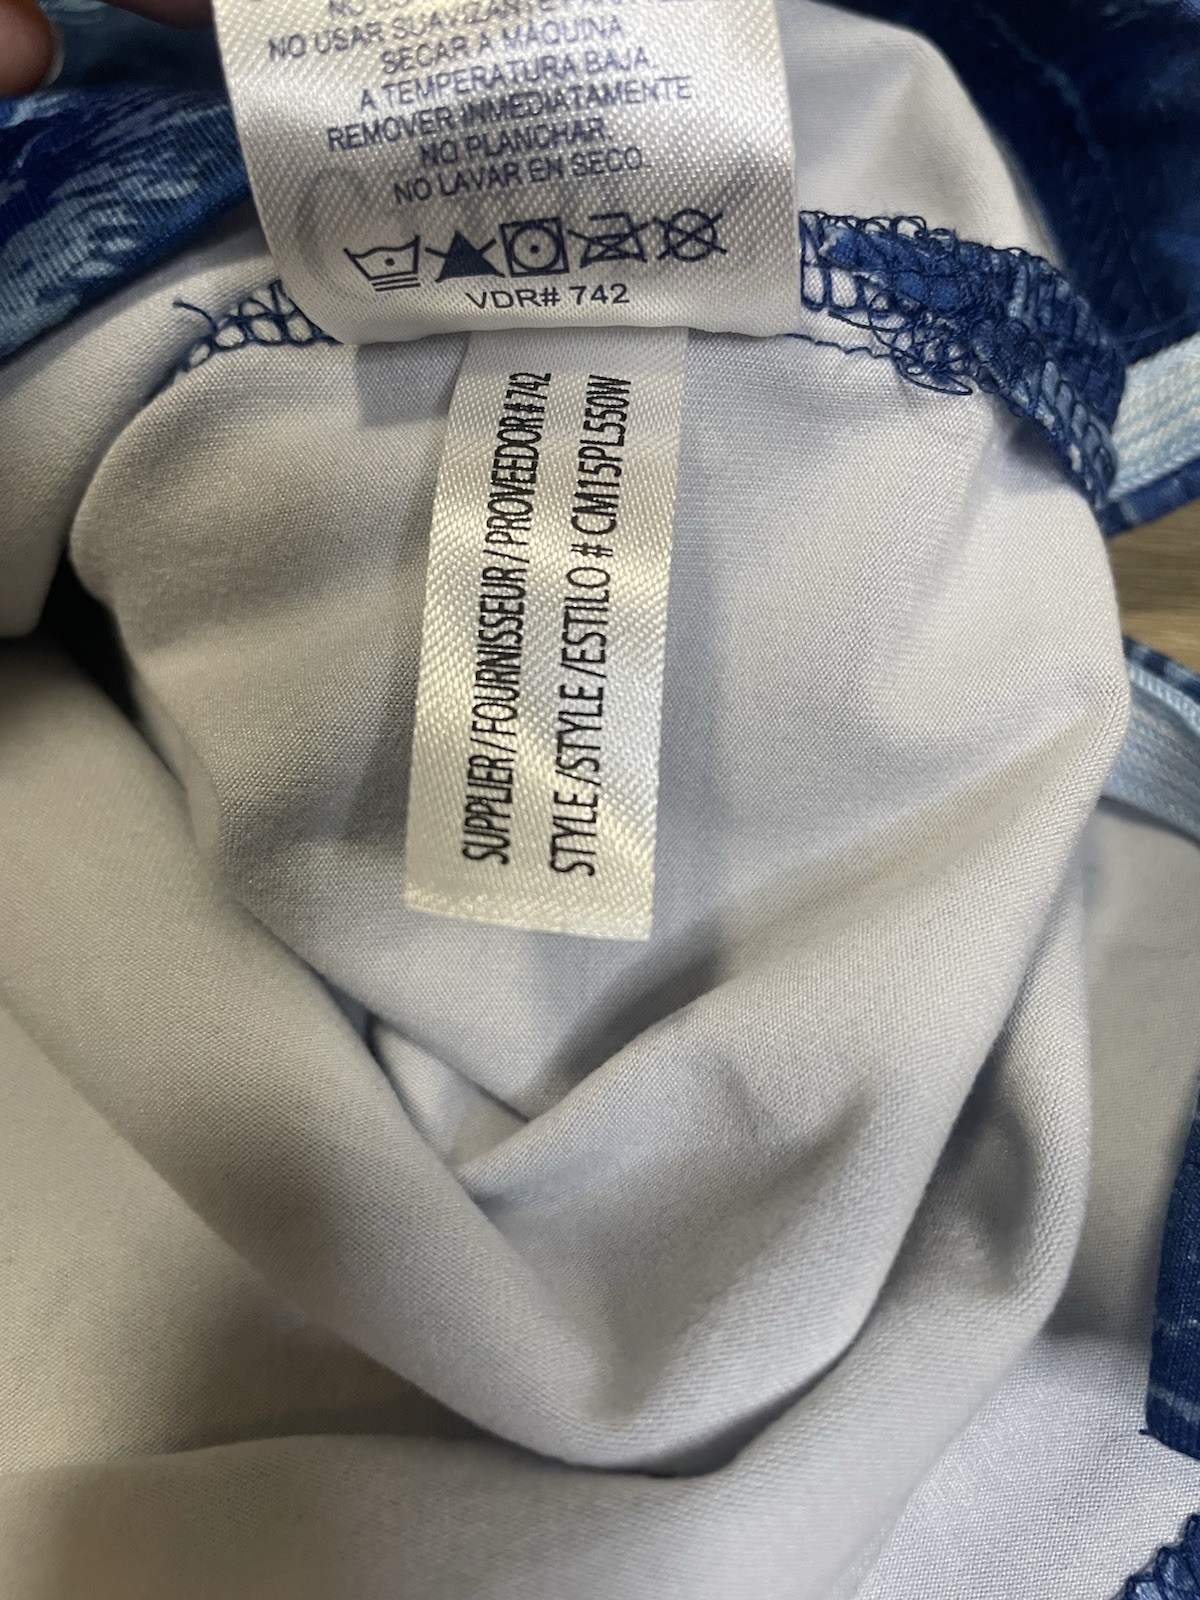 NO USAR SUAVIZANTE
SECAR A MAQUINA
A TEMPERATURA BAJA.
REMOVER INMEDIATAMENTE
NO PLANCHAR.
NO LAVAR EN SECO.
VDR# 742
SUPPLIER/FOURNISSEUR/PROVEEDOR# 742
STYLE/STYLE/ESTILO # CM15PL550W